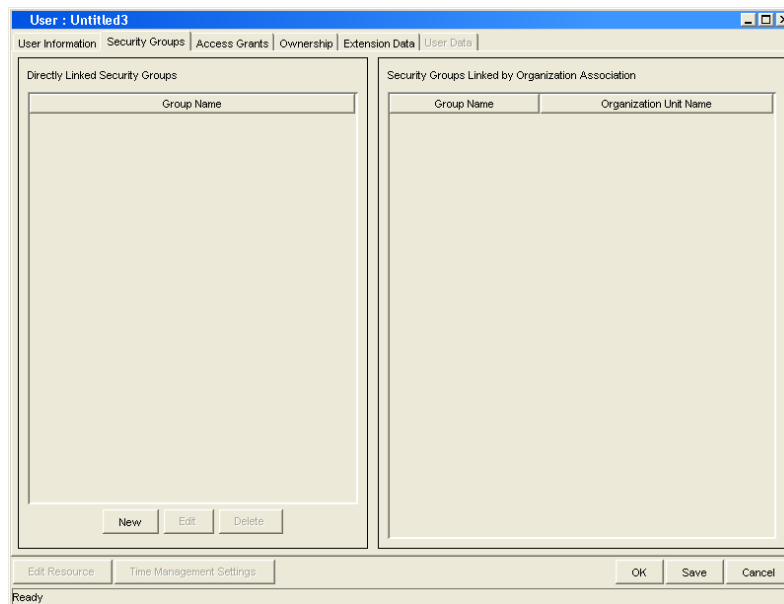 User : Untitled3
User Information Security Groups Access Grants Ownership Extension Data User Data
Directly Linked Security Groups
Group Name
New Edit Delete
Security Groups Linked by Organization Association
Group Name Organization Unit Name
Edit Resource Time Management Settings OK Save Cancel
Ready